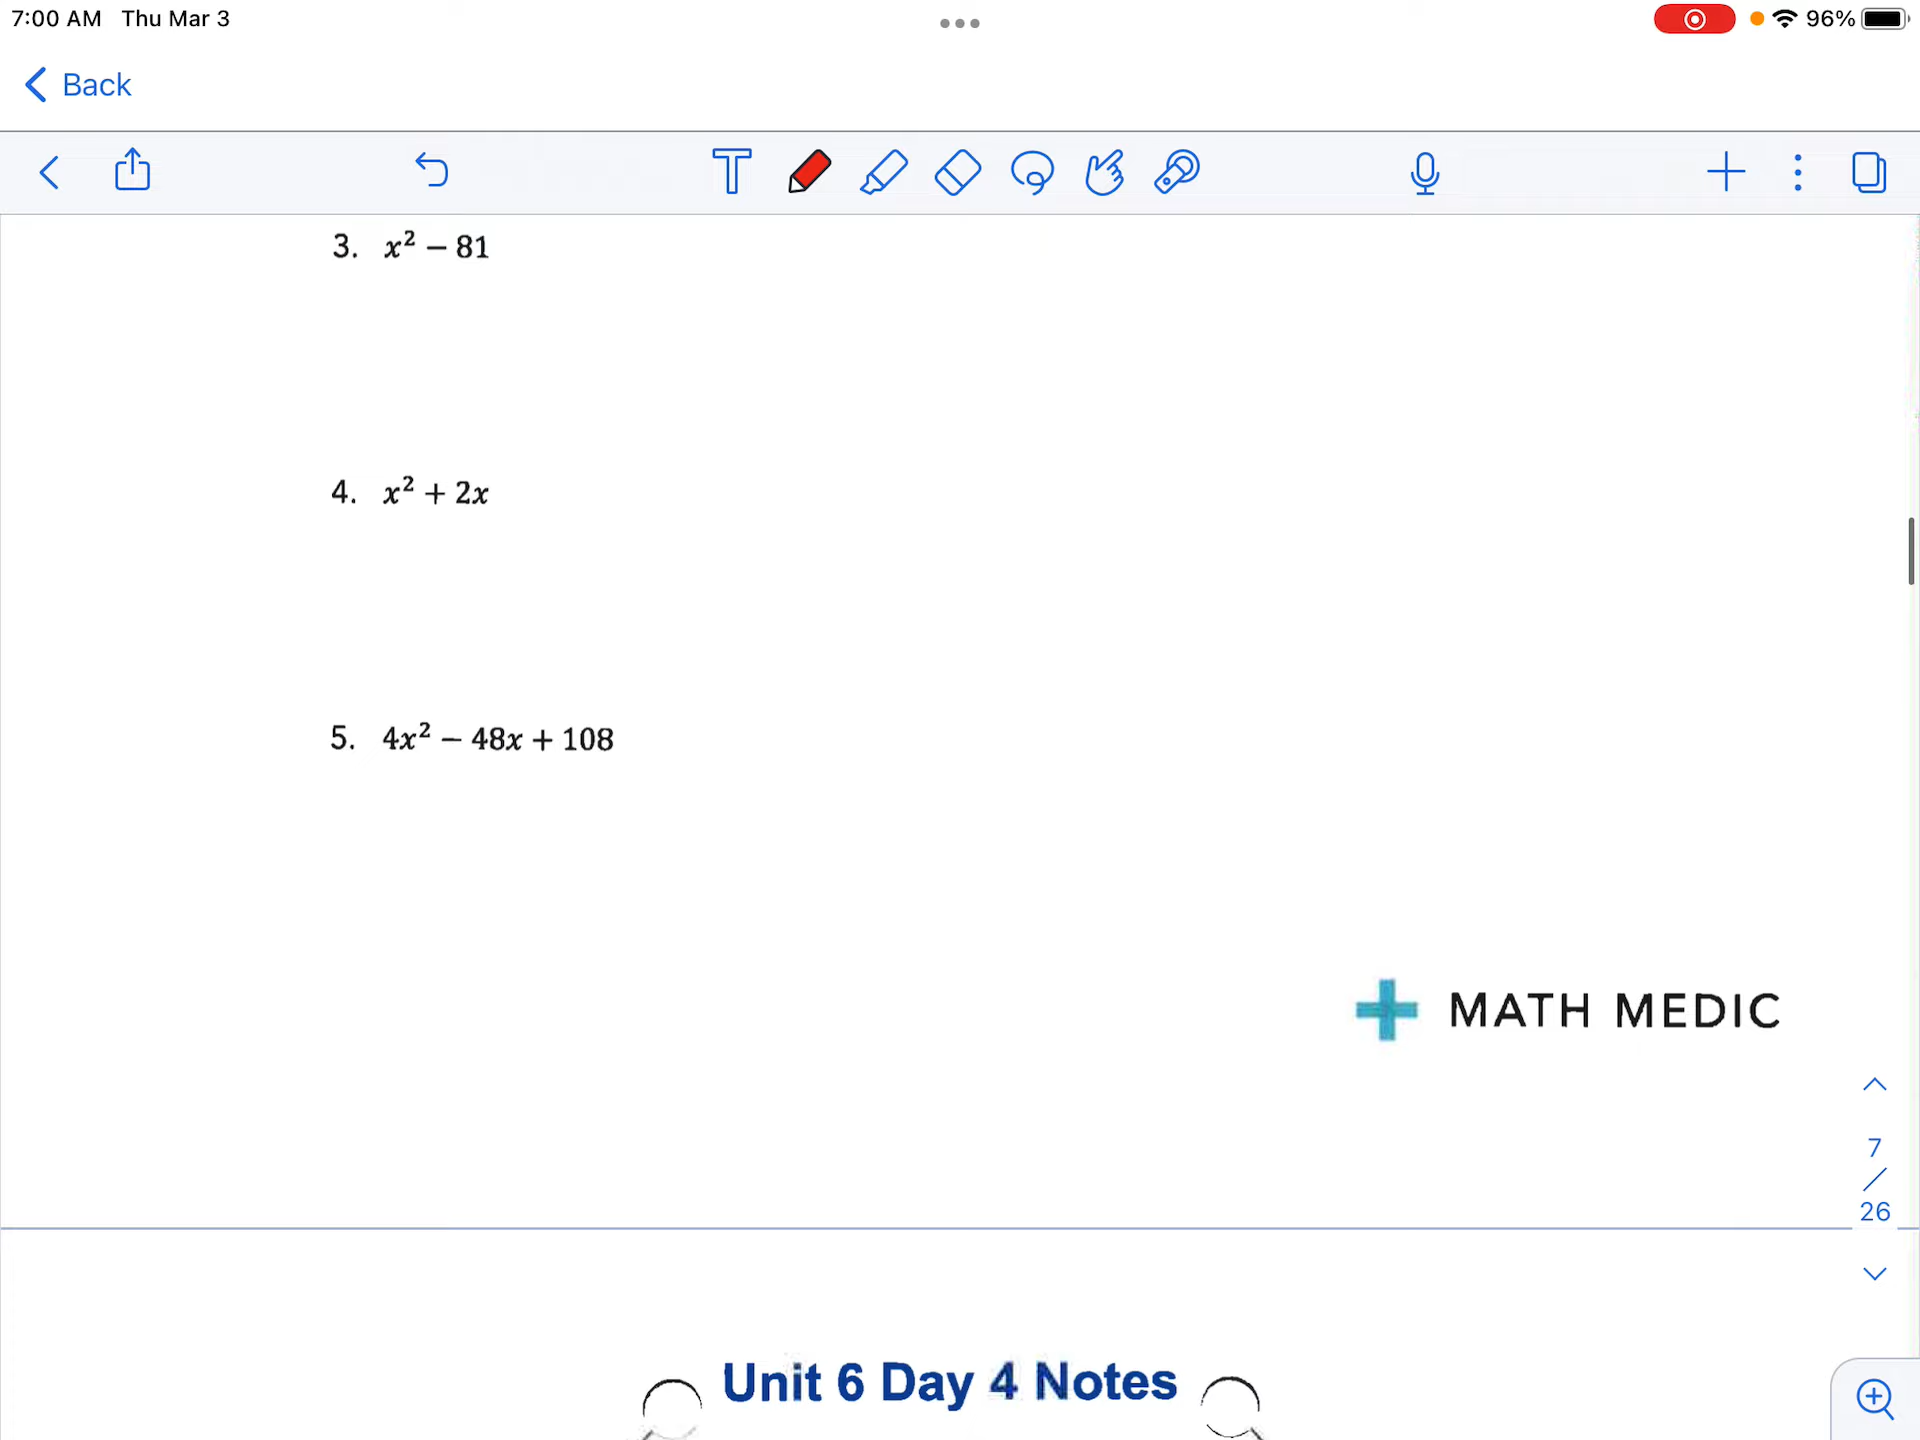 7:00 AM Thu Mar 3
96%
Back
3. x² – 81
4. x² + 2x
5. 4x² – 48x + 108
MATH MEDIC
7
/
26
Unit 6 Day 4 Notes